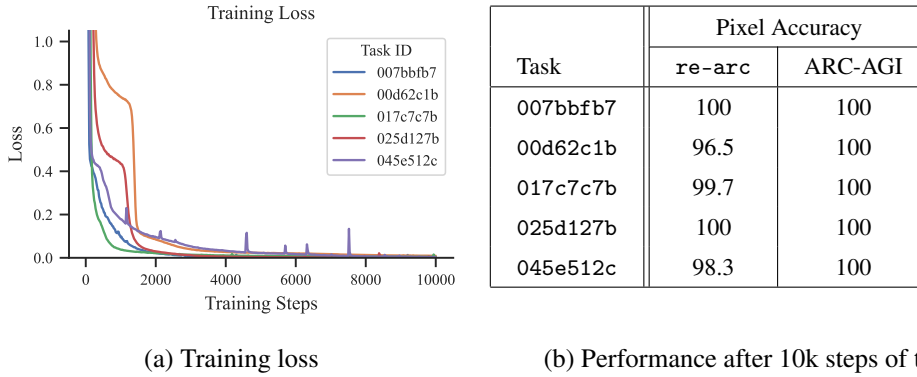 Training Loss
1.0
0.8
0.6
0.4
0.2
0.0
Loss
Task ID
007bbfb7
00d62c1b
017c7c7b
025d127b
045e512c
0 2000 4000 6000 8000 10000
Training Steps
(a) Training loss
Pixel Accuracy
Task re-arc ARC-AGI
007bbfb7 100 100
00d62c1b 96.5 100
017c7c7b 99.7 100
025d127b 100 100
045e512c 98.3 100
(b) Performance after 10k steps of